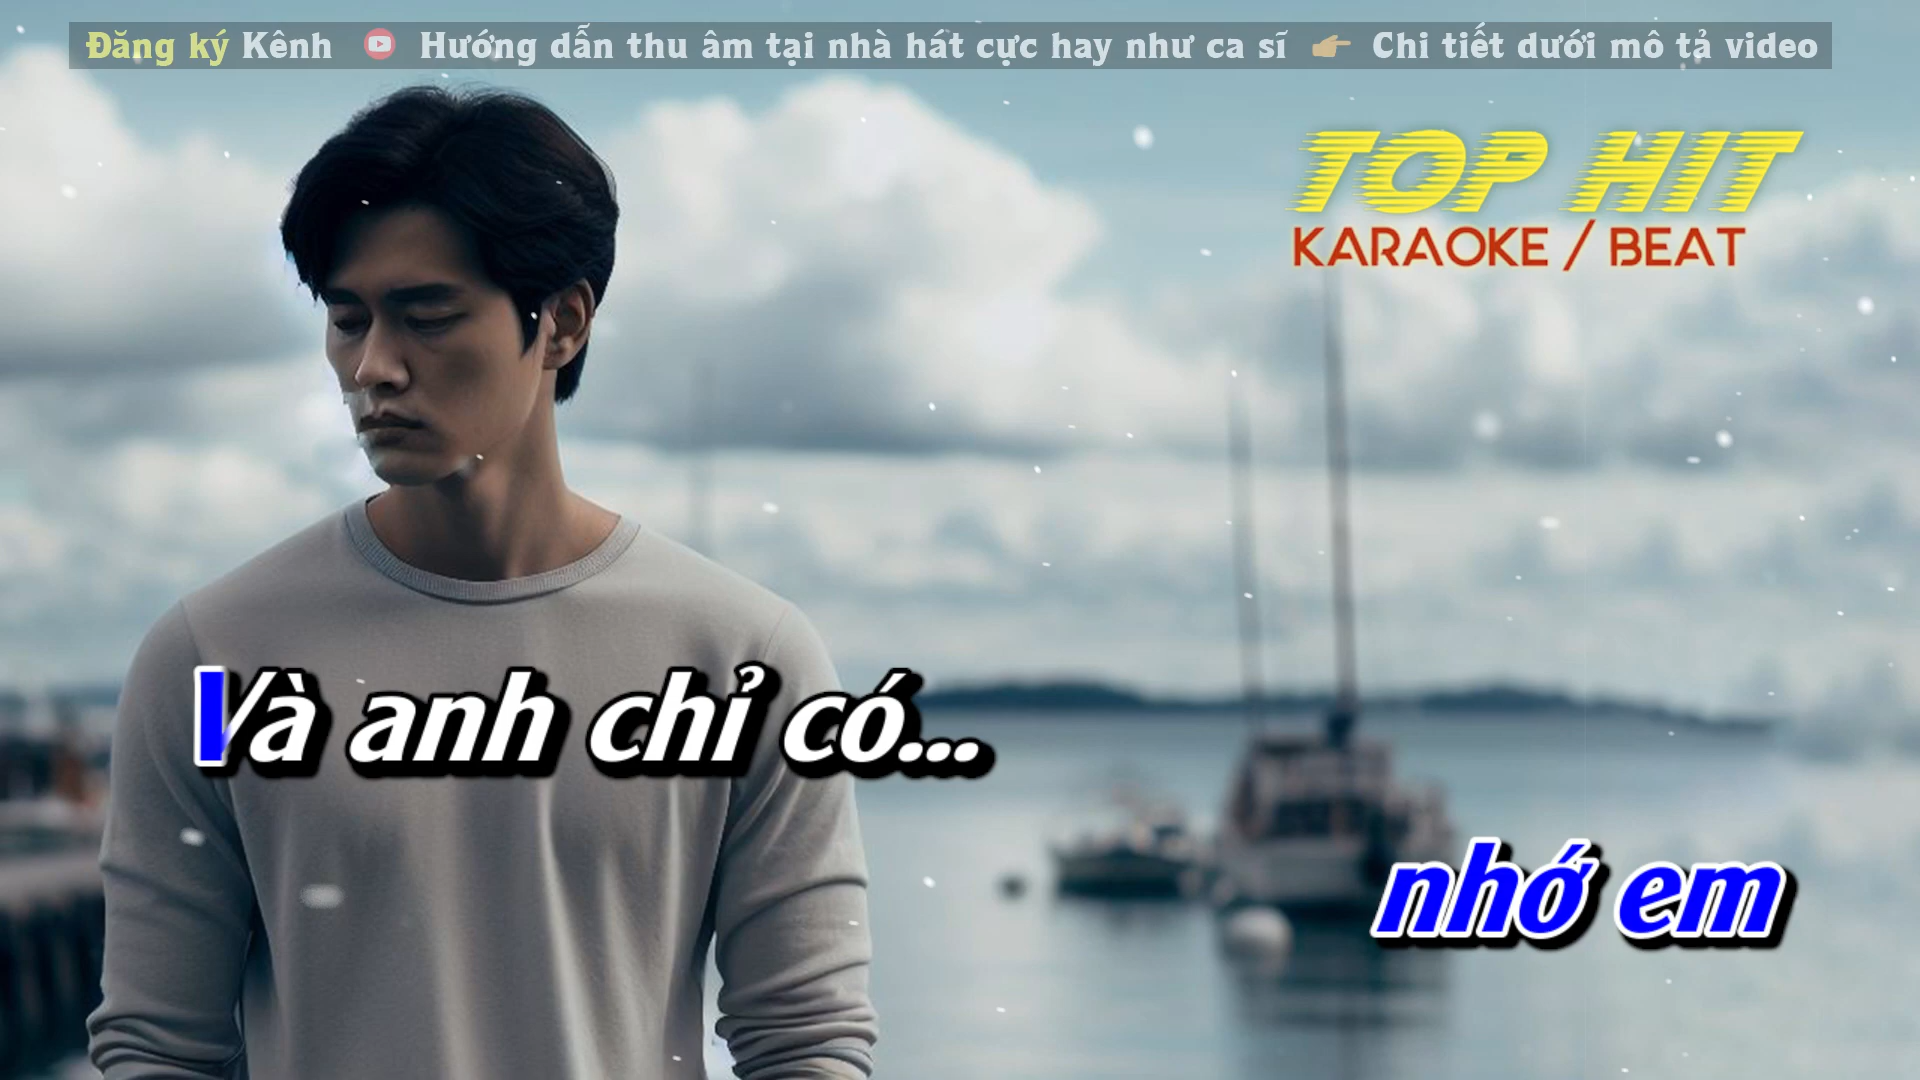 Đăng ký Kênh Hướng dẫn thu âm tại nhà hát cực hay như ca sĩ Chi tiết dưới mô tả video
TOP HIT
KARAOKE / BEAT
Và anh chỉ có...
nhớ em